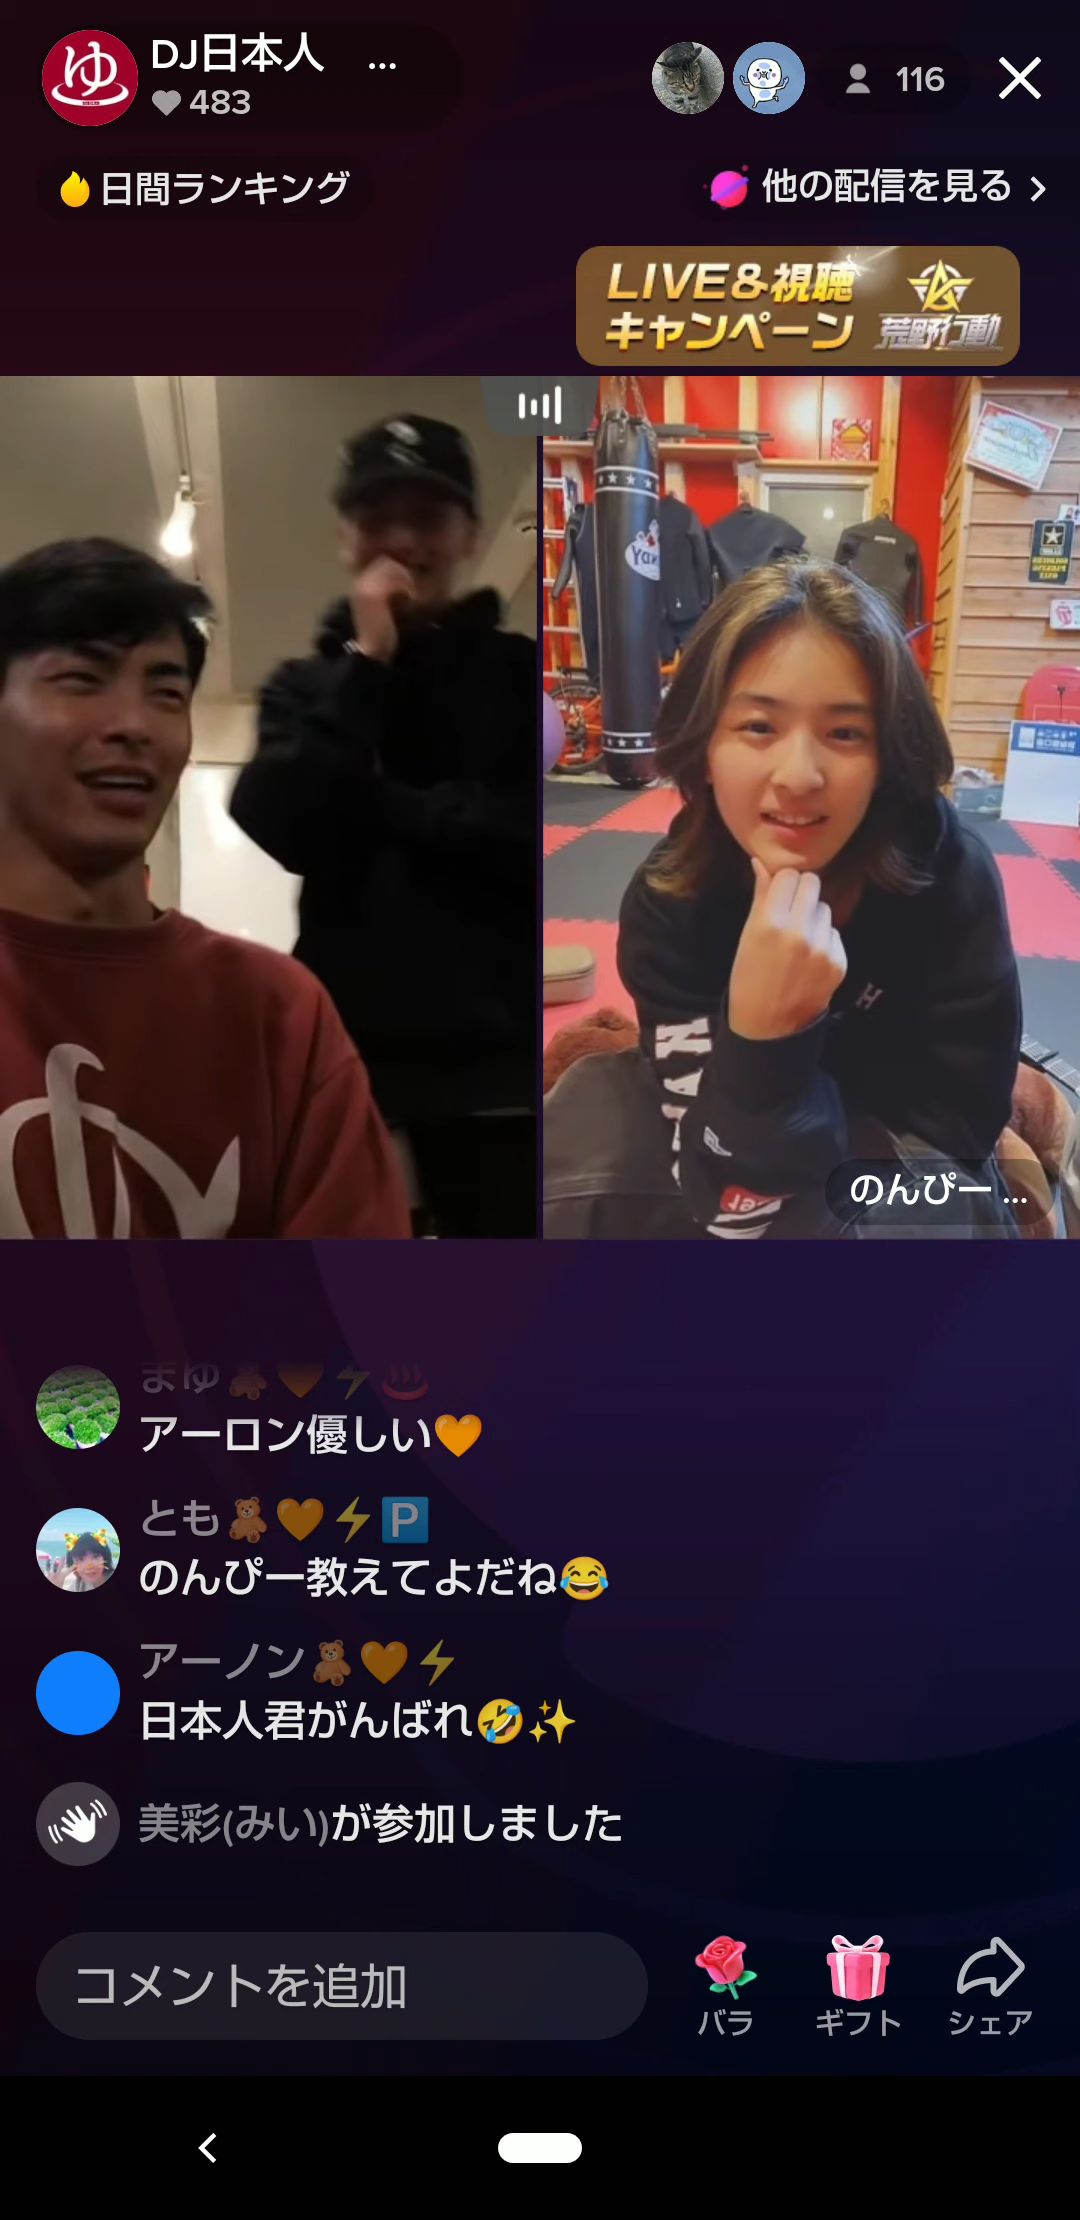 ゆ
DJ日本人 ...
483
116
日間ランキング
他の配信を見る
LIVE&視聴
キャンペーン
荒野行動
のんぴー ...
まゆ🧸🧡⚡♨
アーロン優しい🧡
とも🧸🧡⚡🅿
のんぴー教えてよだね😂
アーノン🧸🧡⚡
日本人君がんばれ🤣✨
美彩(みい)が参加しました
コメントを追加
バラ
ギフト
シェア